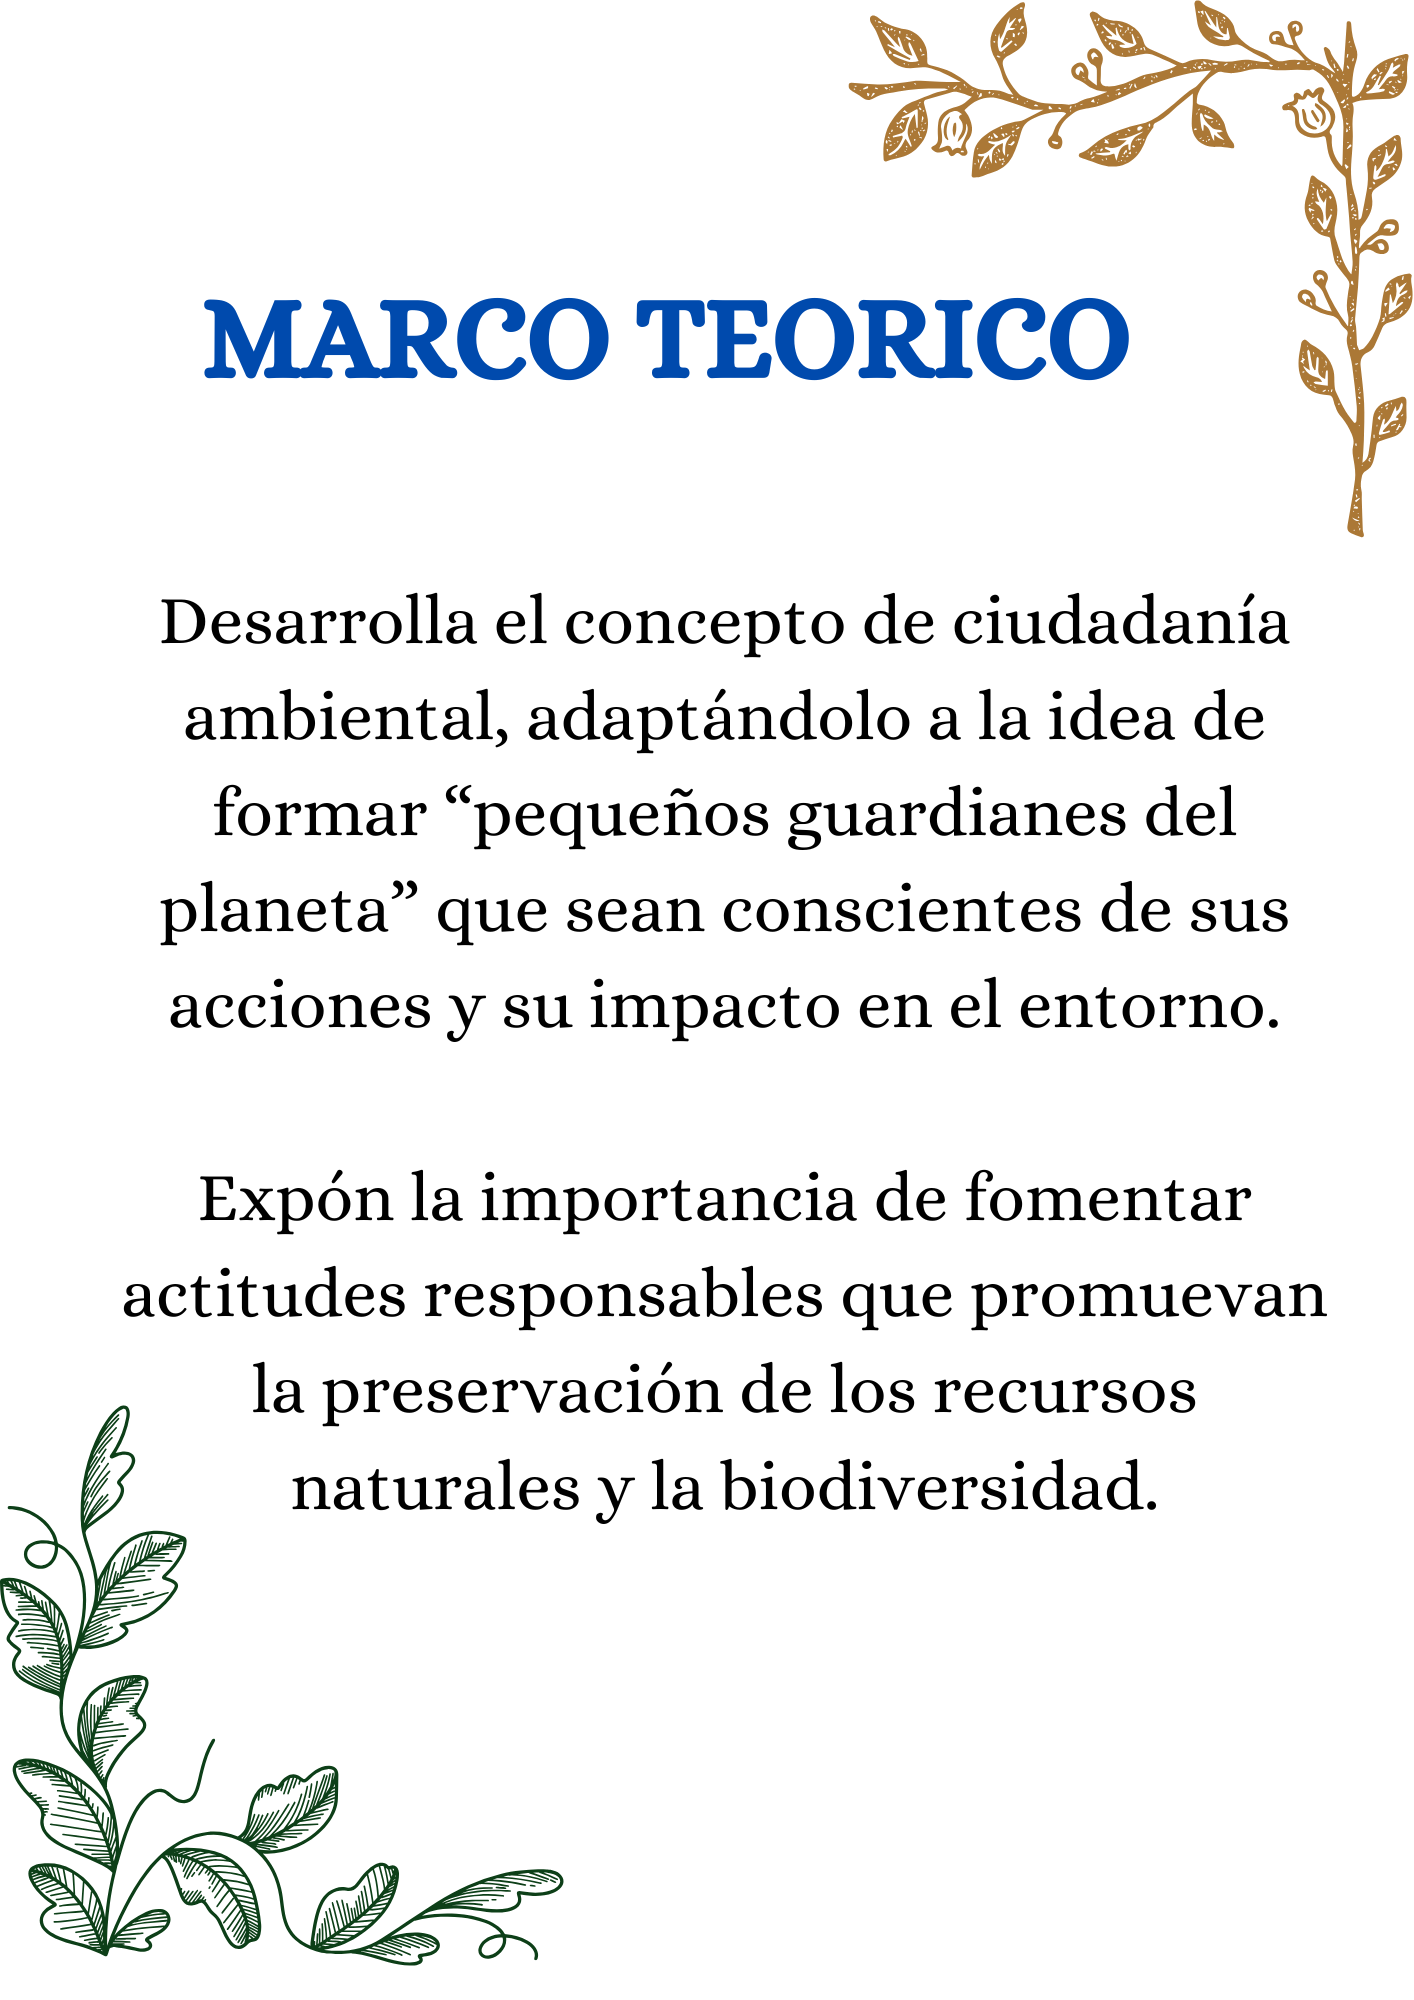 MARCO TEORICO
Desarrolla el concepto de ciudadanía
ambiental, adaptándolo a la idea de
formar “pequeños guardianes del
planeta” que sean conscientes de sus
acciones y su impacto en el entorno.
Expón la importancia de fomentar
actitudes responsables que promuevan
la preservación de los recursos
naturales y la biodiversidad.